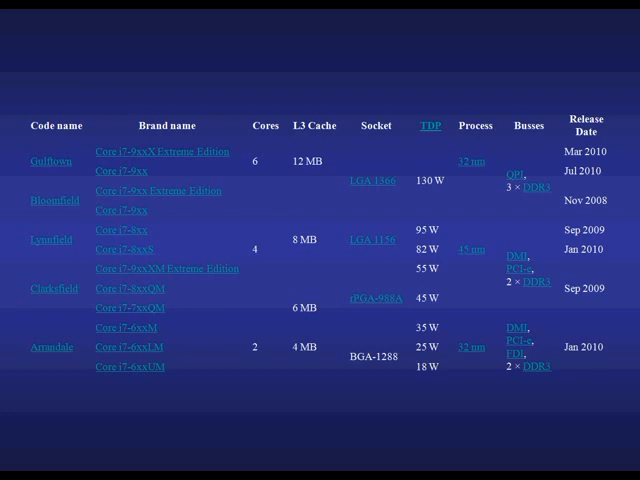 Code name Brand name Cores L3 Cache Socket TDP Process Busses Release Date
Gulftown Core i7-9xxX Extreme Edition 6 12 MB LGA 1366 130 W 32 nm QPI, 3 × DDR3 Mar 2010
Core i7-9xx Jul 2010
Bloomfield Core i7-9xx Extreme Edition 4 8 MB 45 nm Nov 2008
Core i7-9xx
Lynnfield Core i7-8xx LGA 1156 95 W DMI, PCI-e, 2 × DDR3 Sep 2009
Core i7-8xxS 82 W Jan 2010
Clarksfield Core i7-9xxXM Extreme Edition rPGA-988A 55 W Sep 2009
Core i7-8xxQM 45 W
Core i7-7xxQM 6 MB
Arrandale Core i7-6xxM 2 4 MB 35 W 32 nm DMI, PCI-e, FDI, 2 × DDR3 Jan 2010
Core i7-6xxLM BGA-1288 25 W
Core i7-6xxUM 18 W